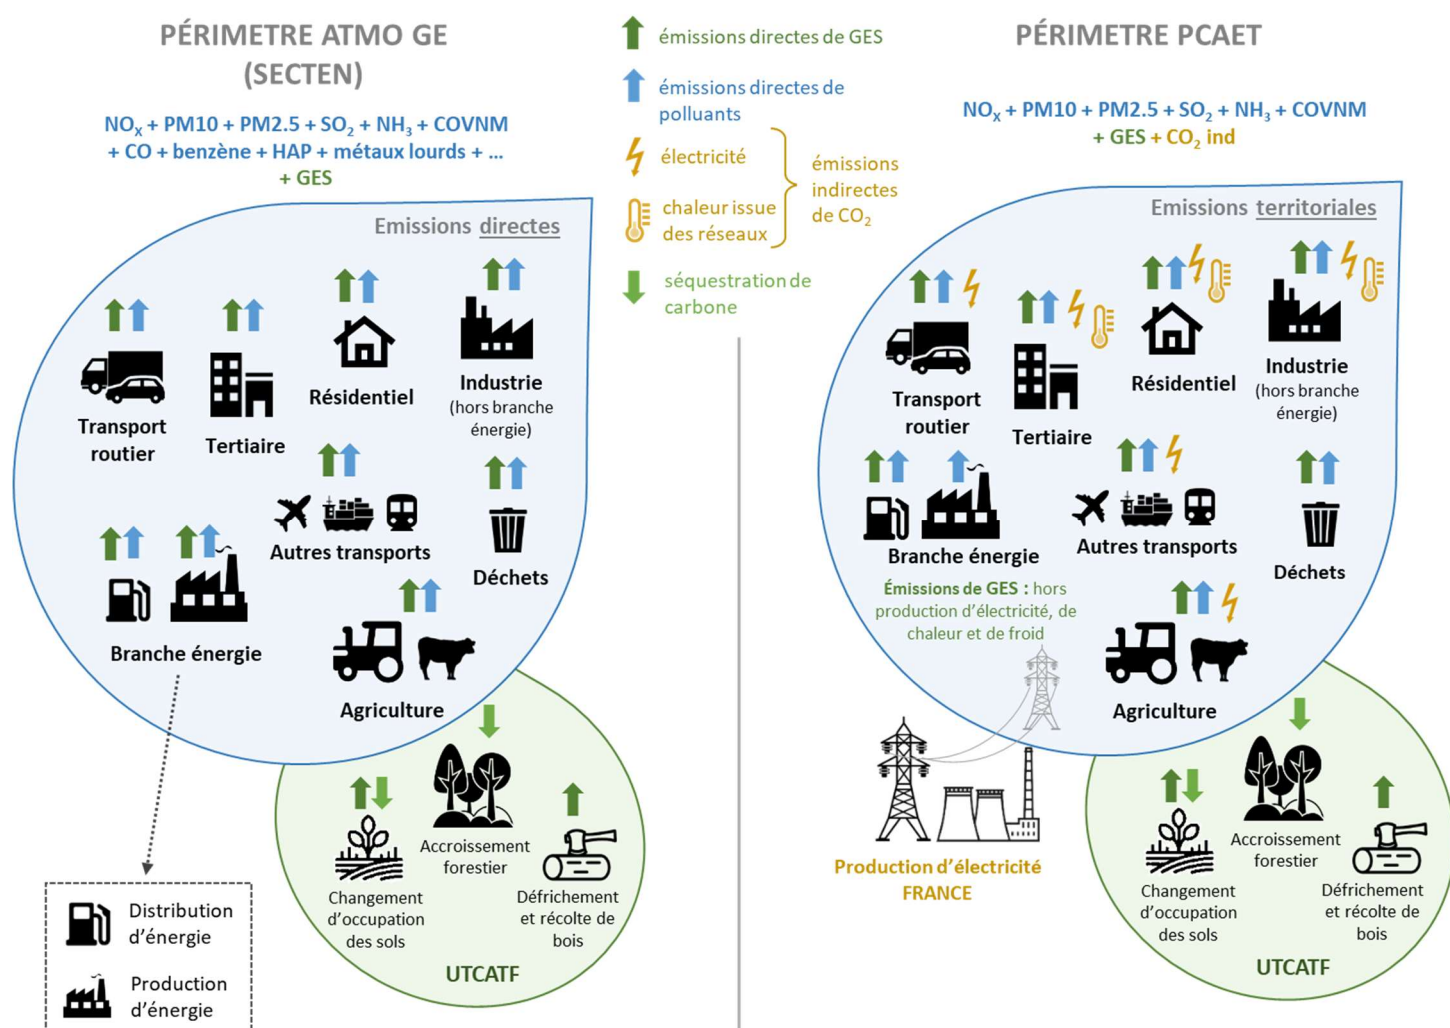 PÉRIMETRE ATMO GE
(SECTEN)
NOX + PM10 + PM2.5 + SO2 + NH3 + COVNM
+ CO + benzène + HAP + métaux lourds + ...
+ GES
Emissions directes
Transport
routier
Tertiaire
Résidentiel
Industrie
(hors branche
énergie)
Autres transports
Déchets
Branche énergie
Agriculture
Accroissement
forestier
Changement
d'occupation
des sols
Défrichement
et récolte de
bois
UTCATF
Distribution
d'énergie
Production
d'énergie
émissions directes de GES
émissions directes de
polluants
électricité
chaleur issue
des réseaux
émissions
indirectes
de CO2
séquestration de
carbone
PÉRIMETRE PCAET
NOX + PM10 + PM2.5 + SO2 + NH3 + COVNM
+ GES + CO2 ind
Emissions territoriales
Transport
routier
Tertiaire
Résidentiel
Industrie
(hors branche
énergie)
Branche énergie
Émissions de GES : hors
production d'électricité, de
chaleur et de froid
Autres transports
Déchets
Agriculture
Production d'électricité
FRANCE
Accroissement
forestier
Changement
d'occupation
des sols
Défrichement
et récolte de
bois
UTCATF